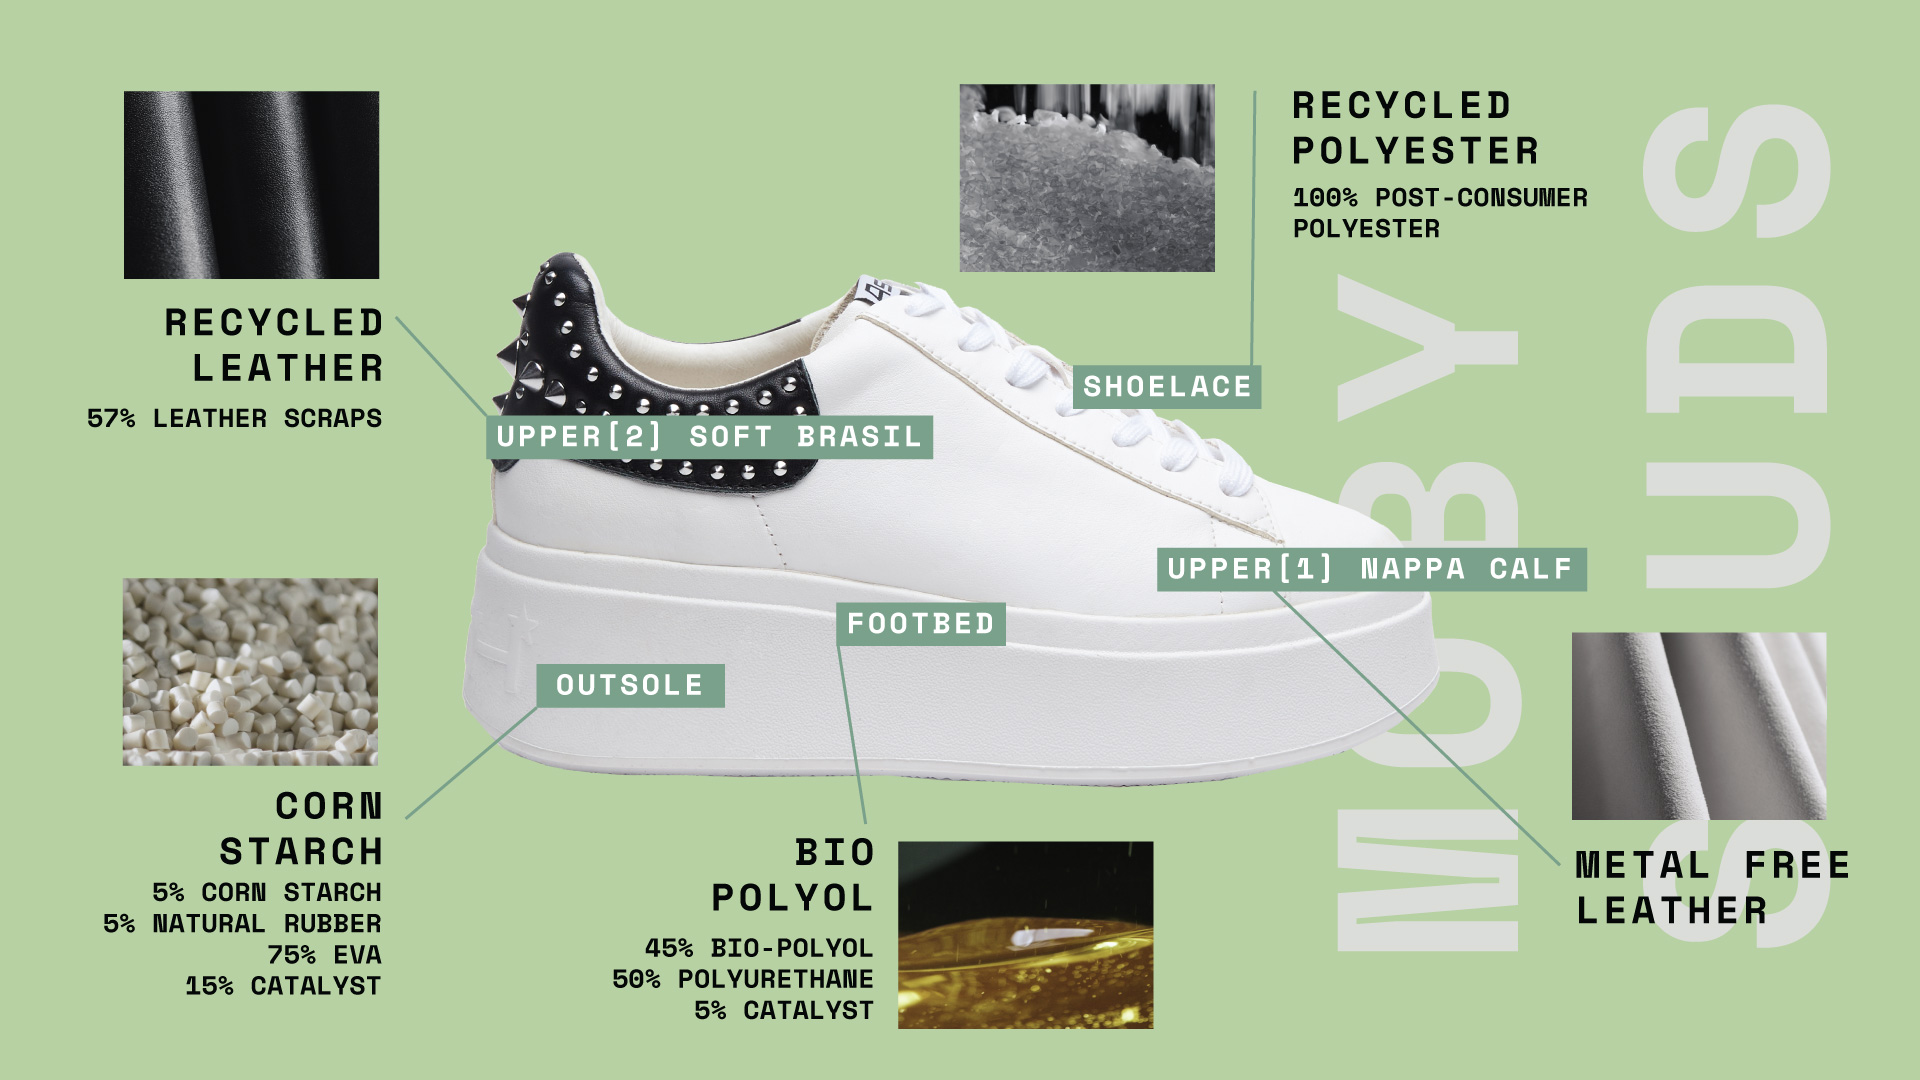 RECYCLED
LEATHER
57% LEATHER SCRAPS
RECYCLED
POLYESTER
100% POST-CONSUMER
POLYESTER
SHOELACE
UPPER[2] SOFT BRASIL
UPPER[1] NAPPA CALF
FOOTBED
OUTSOLE
CORN
STARCH
5% CORN STARCH
5% NATURAL RUBBER
75% EVA
15% CATALYST
BIO
POLYOL
45% BIO-POLYOL
50% POLYURETHANE
5% CATALYST
METAL FREE
LEATHER
MOBY
SUDS